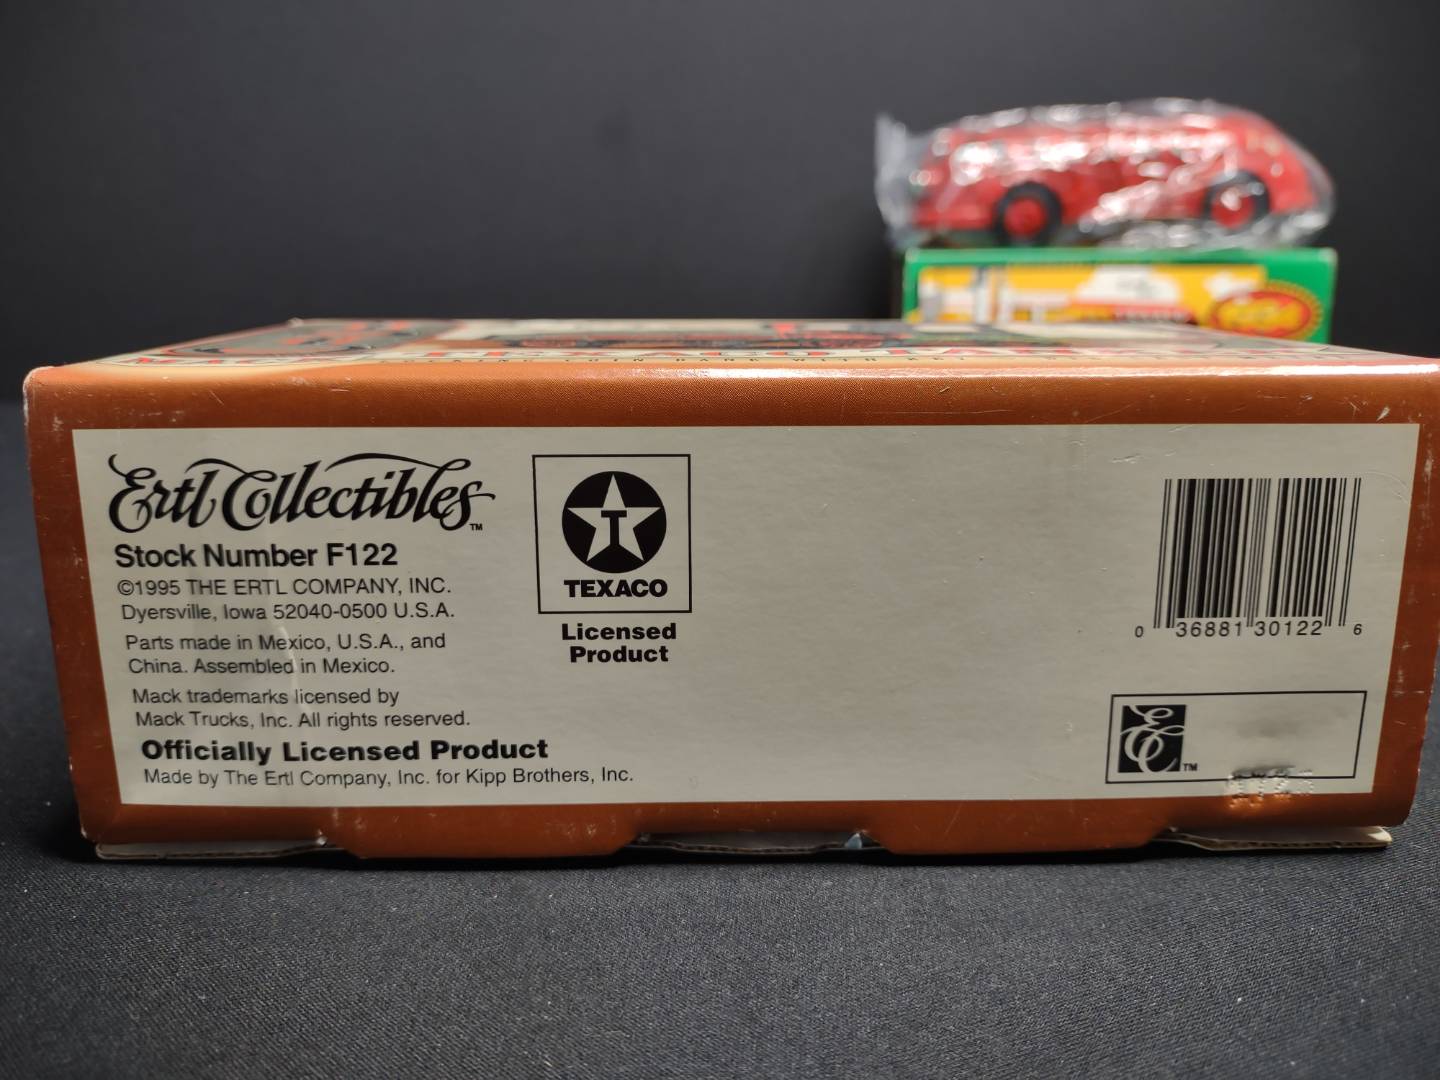 Ertl Collectibles™
Stock Number F122
©1995 THE ERTL COMPANY, INC.
Dyersville, Iowa 52040-0500 U.S.A.
Parts made in Mexico, U.S.A., and
China. Assembled in Mexico.
Mack trademarks licensed by
Mack Trucks, Inc. All rights reserved.
Officially Licensed Product
Made by The Ertl Company, Inc. for Kipp Brothers, Inc.
T
TEXACO
Licensed
Product
0 36881 30122 6
EC™